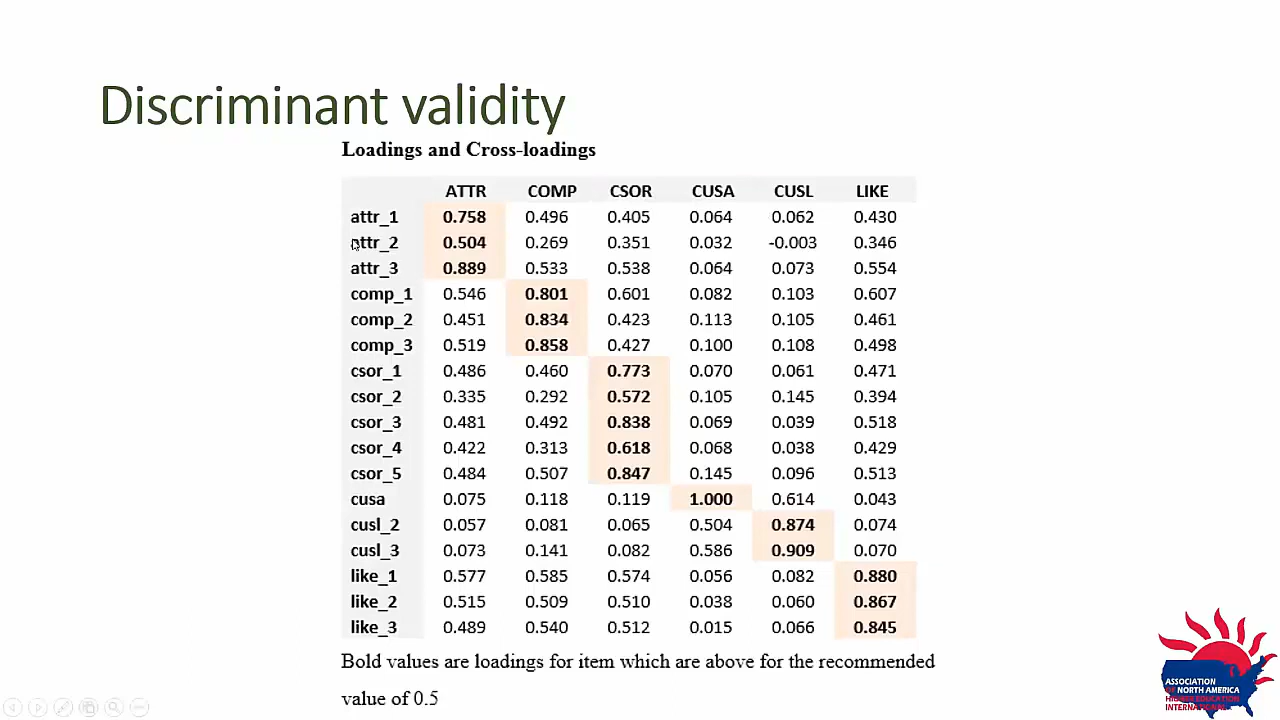 Discriminant validity
Loadings and Cross-loadings
ATTR COMP CSOR CUSA CUSL LIKE
attr_1 0.758 0.496 0.405 0.064 0.062 0.430
attr_2 0.504 0.269 0.351 0.032 -0.003 0.346
attr_3 0.889 0.533 0.538 0.064 0.073 0.554
comp_1 0.546 0.801 0.601 0.082 0.103 0.607
comp_2 0.451 0.834 0.423 0.113 0.105 0.461
comp_3 0.519 0.858 0.427 0.100 0.108 0.498
csor_1 0.486 0.460 0.773 0.070 0.061 0.471
csor_2 0.335 0.292 0.572 0.105 0.145 0.394
csor_3 0.481 0.492 0.838 0.069 0.039 0.518
csor_4 0.422 0.313 0.618 0.068 0.038 0.429
csor_5 0.484 0.507 0.847 0.145 0.096 0.513
cusa 0.075 0.118 0.119 1.000 0.614 0.043
cusl_2 0.057 0.081 0.065 0.504 0.874 0.074
cusl_3 0.073 0.141 0.082 0.586 0.909 0.070
like_1 0.577 0.585 0.574 0.056 0.082 0.880
like_2 0.515 0.509 0.510 0.038 0.060 0.867
like_3 0.489 0.540 0.512 0.015 0.066 0.845
Bold values are loadings for item which are above for the recommended
value of 0.5
ASSOCIATION
OF NORTH AMERICA
HIGHER EDUCATION
INTERNATIONAL